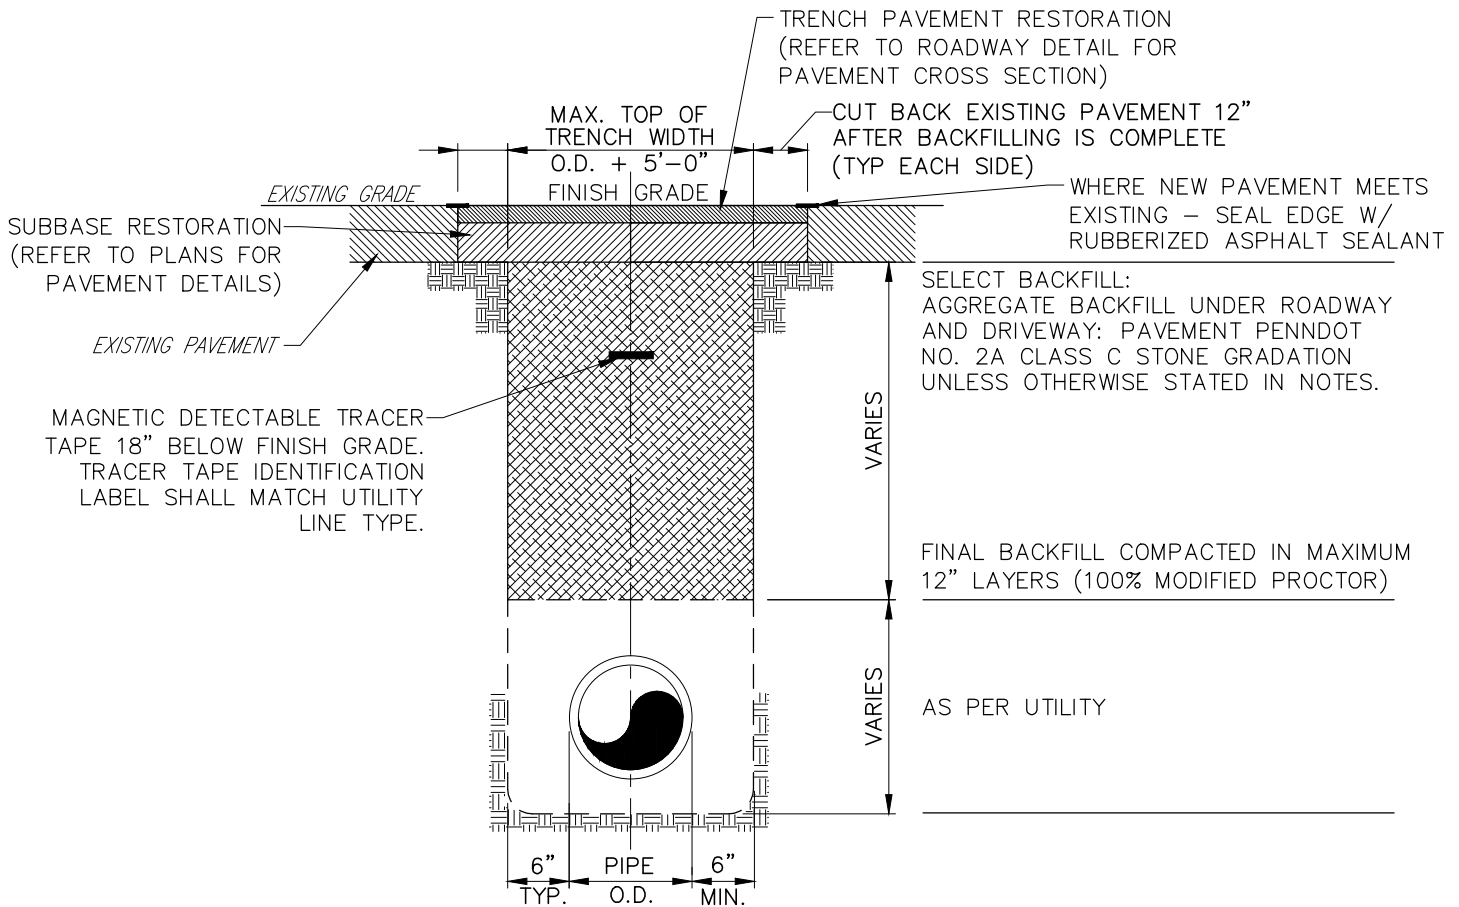 TRENCH PAVEMENT RESTORATION
(REFER TO ROADWAY DETAIL FOR
PAVEMENT CROSS SECTION)
MAX. TOP OF
TRENCH WIDTH
O.D. + 5'-0"
FINISH GRADE
CUT BACK EXISTING PAVEMENT 12"
AFTER BACKFILLING IS COMPLETE
(TYP EACH SIDE)
EXISTING GRADE
WHERE NEW PAVEMENT MEETS
EXISTING – SEAL EDGE W/
RUBBERIZED ASPHALT SEALANT
SUBBASE RESTORATION
(REFER TO PLANS FOR
PAVEMENT DETAILS)
EXISTING PAVEMENT
SELECT BACKFILL:
AGGREGATE BACKFILL UNDER ROADWAY
AND DRIVEWAY: PAVEMENT PENNDOT
NO. 2A CLASS C STONE GRADATION
UNLESS OTHERWISE STATED IN NOTES.
MAGNETIC DETECTABLE TRACER
TAPE 18" BELOW FINISH GRADE.
TRACER TAPE IDENTIFICATION
LABEL SHALL MATCH UTILITY
LINE TYPE.
VARIES
FINAL BACKFILL COMPACTED IN MAXIMUM
12" LAYERS (100% MODIFIED PROCTOR)
VARIES
AS PER UTILITY
6"
TYP.
PIPE
O.D.
6"
MIN.